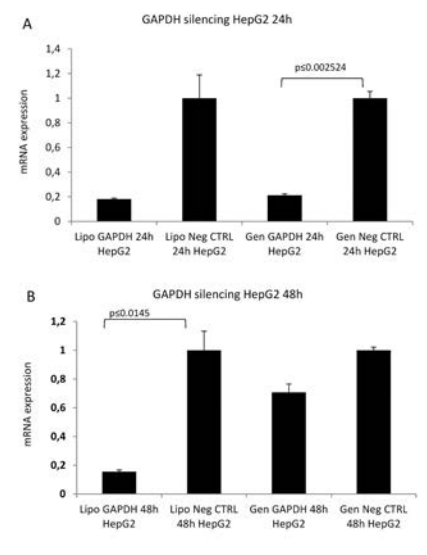 A
GAPDH silencing HepG2 24h
mRNA expression
1,4
1,2
1
0,8
0,6
0,4
0,2
0
p≤0.002524
Lipo GAPDH 24h Lipo Neg CTRL Gen GAPDH 24h Gen Neg CTRL
HepG2 24h HepG2 HepG2 24h HepG2
B
GAPDH silencing HepG2 48h
mRNA expression
1,2
1
0,8
0,6
0,4
0,2
0
p≤0.0145
Lipo GAPDH 48h Lipo Neg CTRL Gen GAPDH 48h Gen Neg CTRL
HepG2 48h HepG2 HepG2 48h HepG2